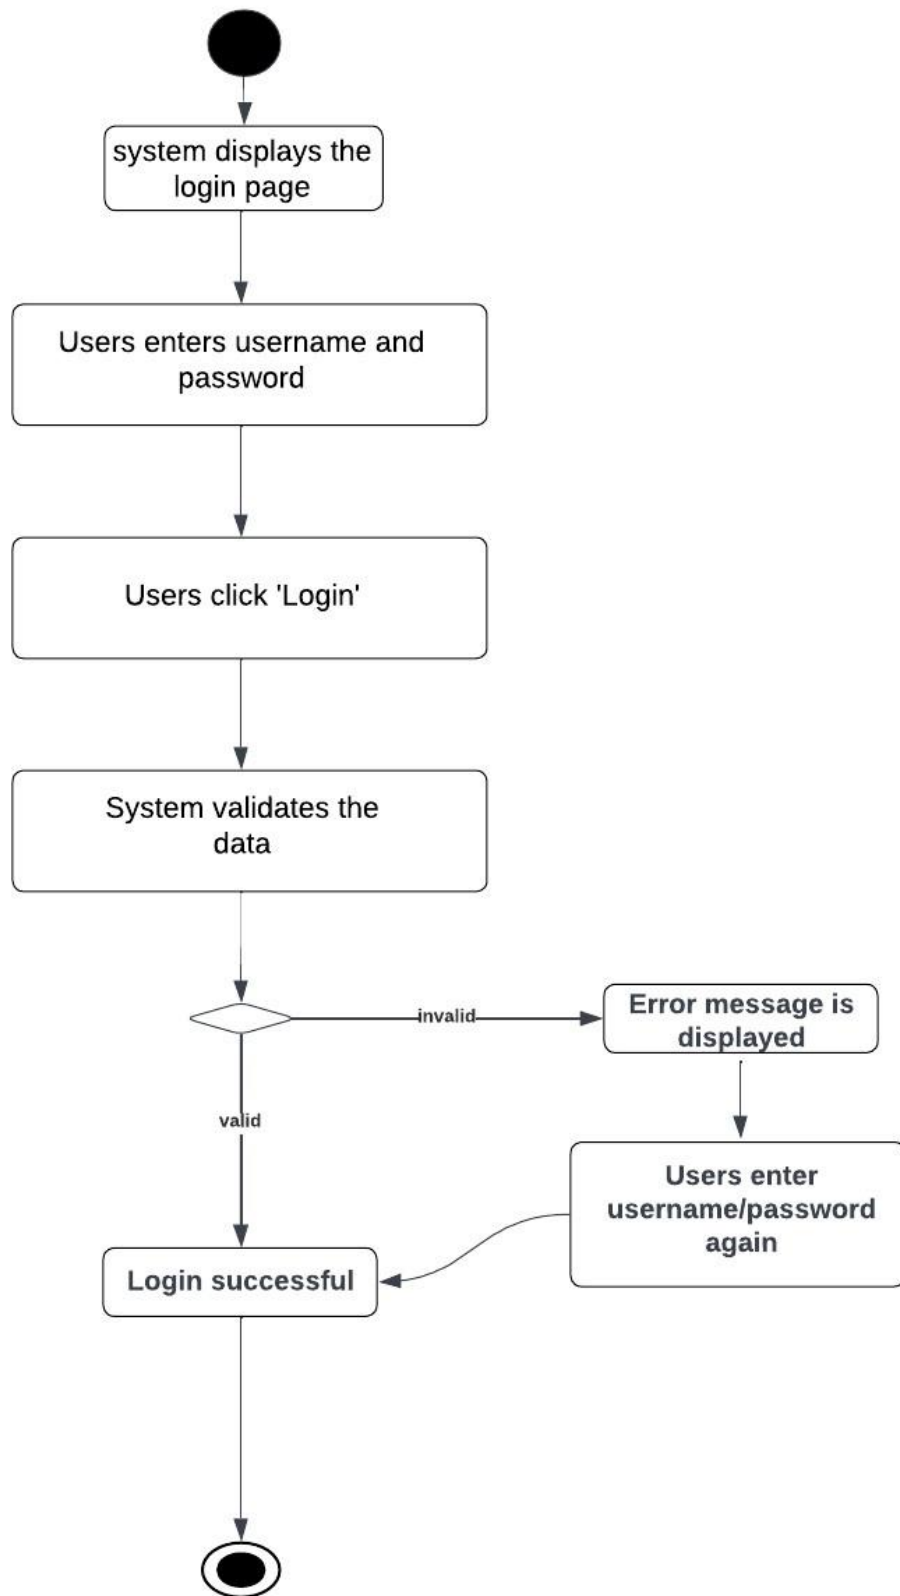 system displays the
login page
Users enters username and
password
Users click 'Login'
System validates the
data
invalid
Error message is
displayed
valid
Users enter
username/password
again
Login successful